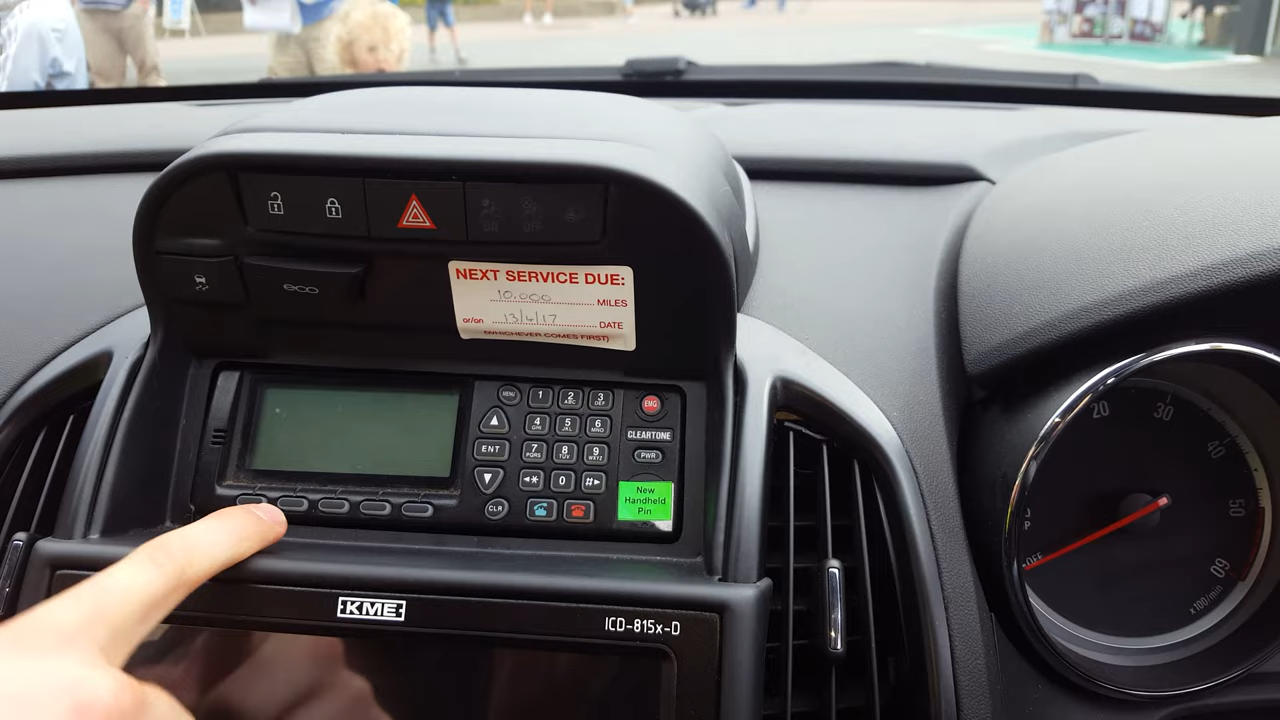 NEXT SERVICE DUE:
10,000 MILES
or/on 13/4/17 DATE
(WHICHEVER COMES FIRST)
eco
MENU 1 2 ABC 3 DEF
4 GHI 5 JKL 6 MNO
ENT 7 PQRS 8 TUV 9 WXYZ
* 0 #
CLR
EMG
CLEARTONE
PWR
New
Handheld
Pin
KME
ICD-815x-D
20 30 40 50 60
OFF
x100/min